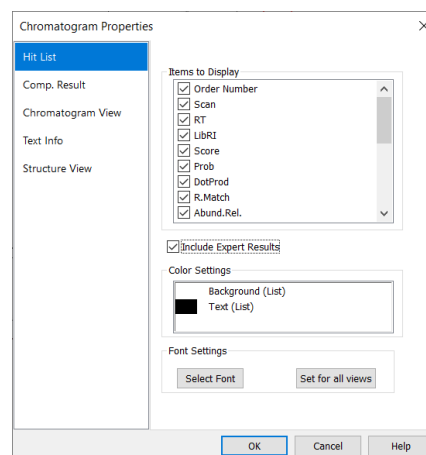 Chromatogram Properties
Hit List
Comp. Result
Chromatogram View
Text Info
Structure View
Items to Display
Order Number
Scan
RT
LibRI
Score
Prob
DotProd
R.Match
Abund.Rel.
Include Expert Results
Color Settings
Background (List)
Text (List)
Font Settings
Select Font
Set for all views
OK
Cancel
Help